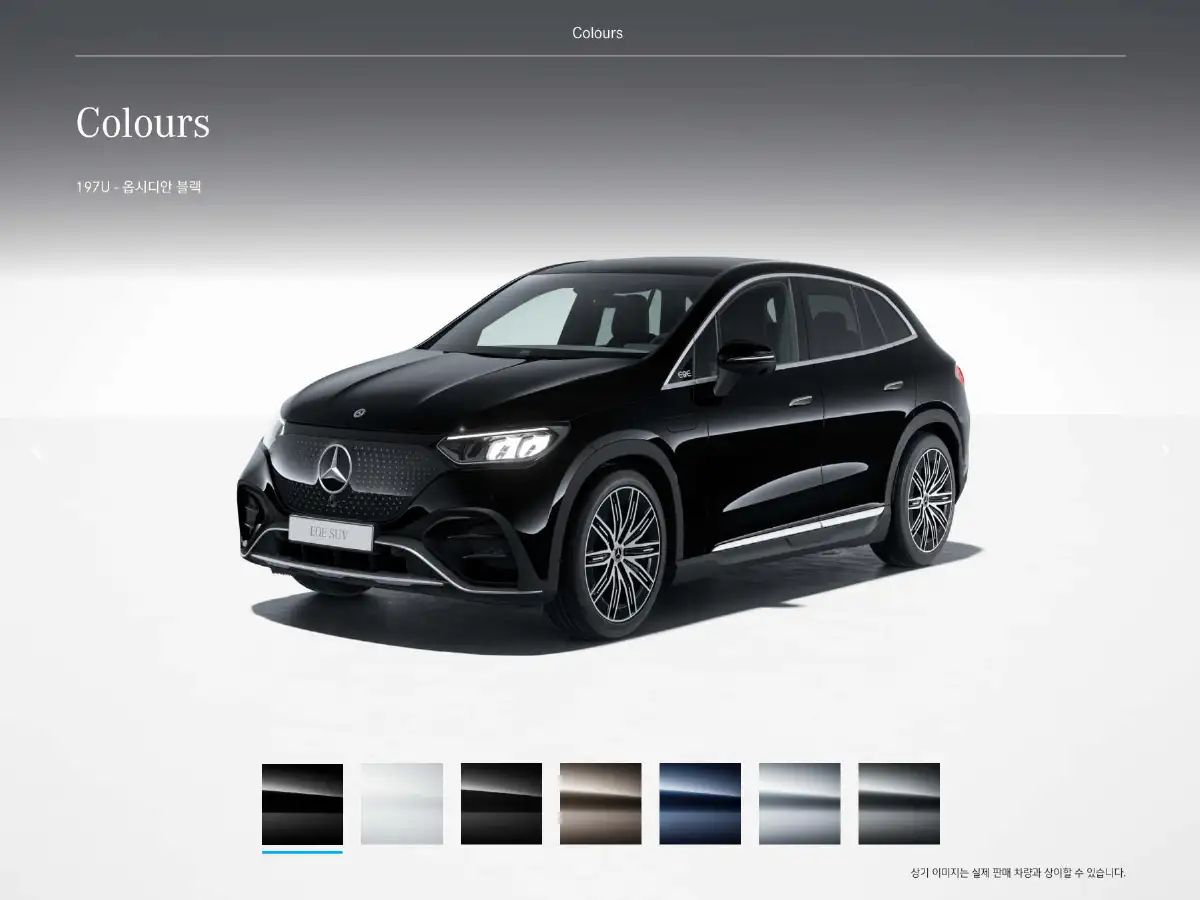 Colours
Colours
197U - 옵시디안 블랙
EQE
EQE SUV
상기 이미지는 실제 판매 차량과 상이할 수 있습니다.